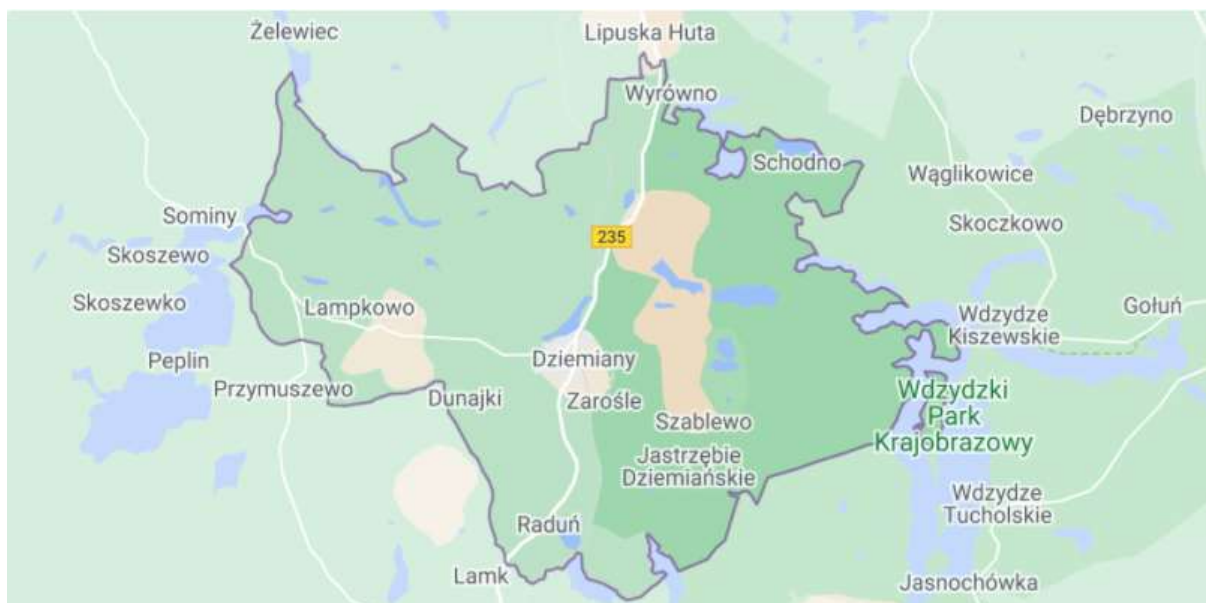 Żelewiec
Lipuska Huta
Wyrówno
Dębrzyno
Schodno
Wąglikowice
Sominy
Skoczkowo
235
Skoszewo
Skoszewko
Lampkowo
Wdzydze
Kiszewskie
Gołuń
Peplin
Dziemiany
Przymuszewo
Dunajki
Zarośle
Wdzydzki
Park
Krajobrazowy
Szablewo
Jastrzębie
Dziemiańskie
Wdzydze
Tucholskie
Raduń
Lamk
Jasnochówka